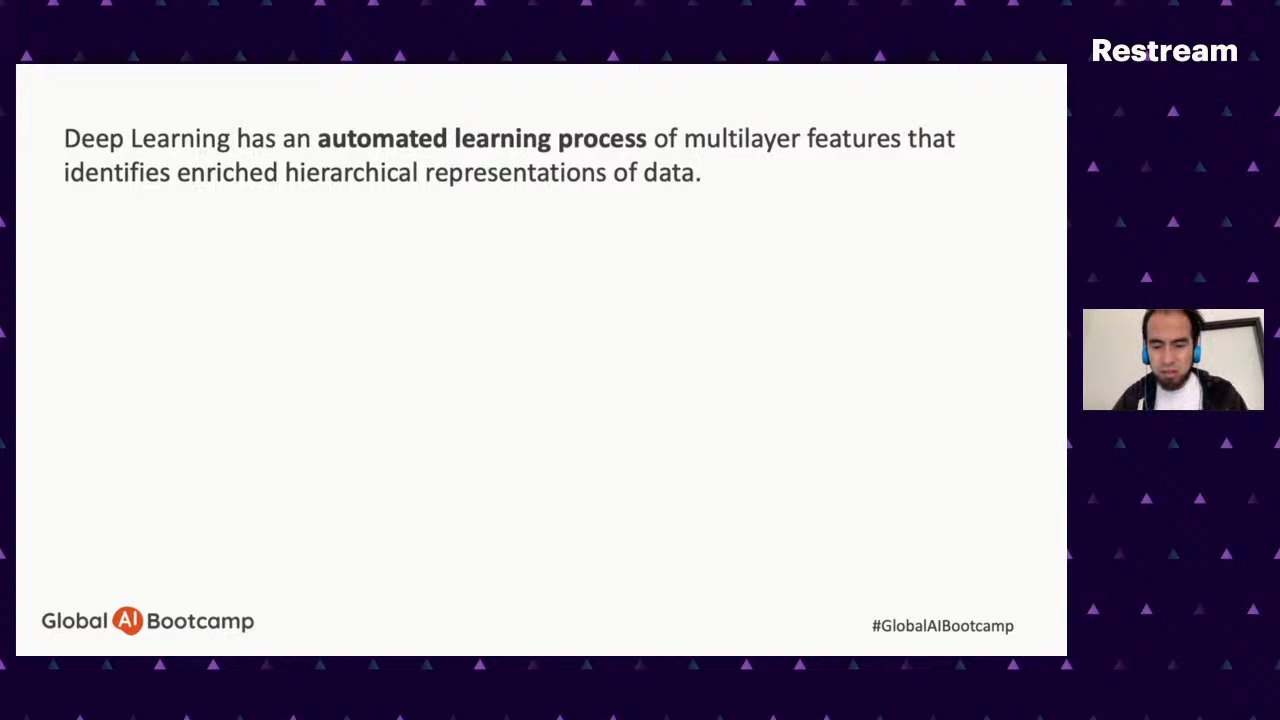 Restream
Deep Learning has an automated learning process of multilayer features that
identifies enriched hierarchical representations of data.
Global AI Bootcamp
#GlobalAIBootcamp